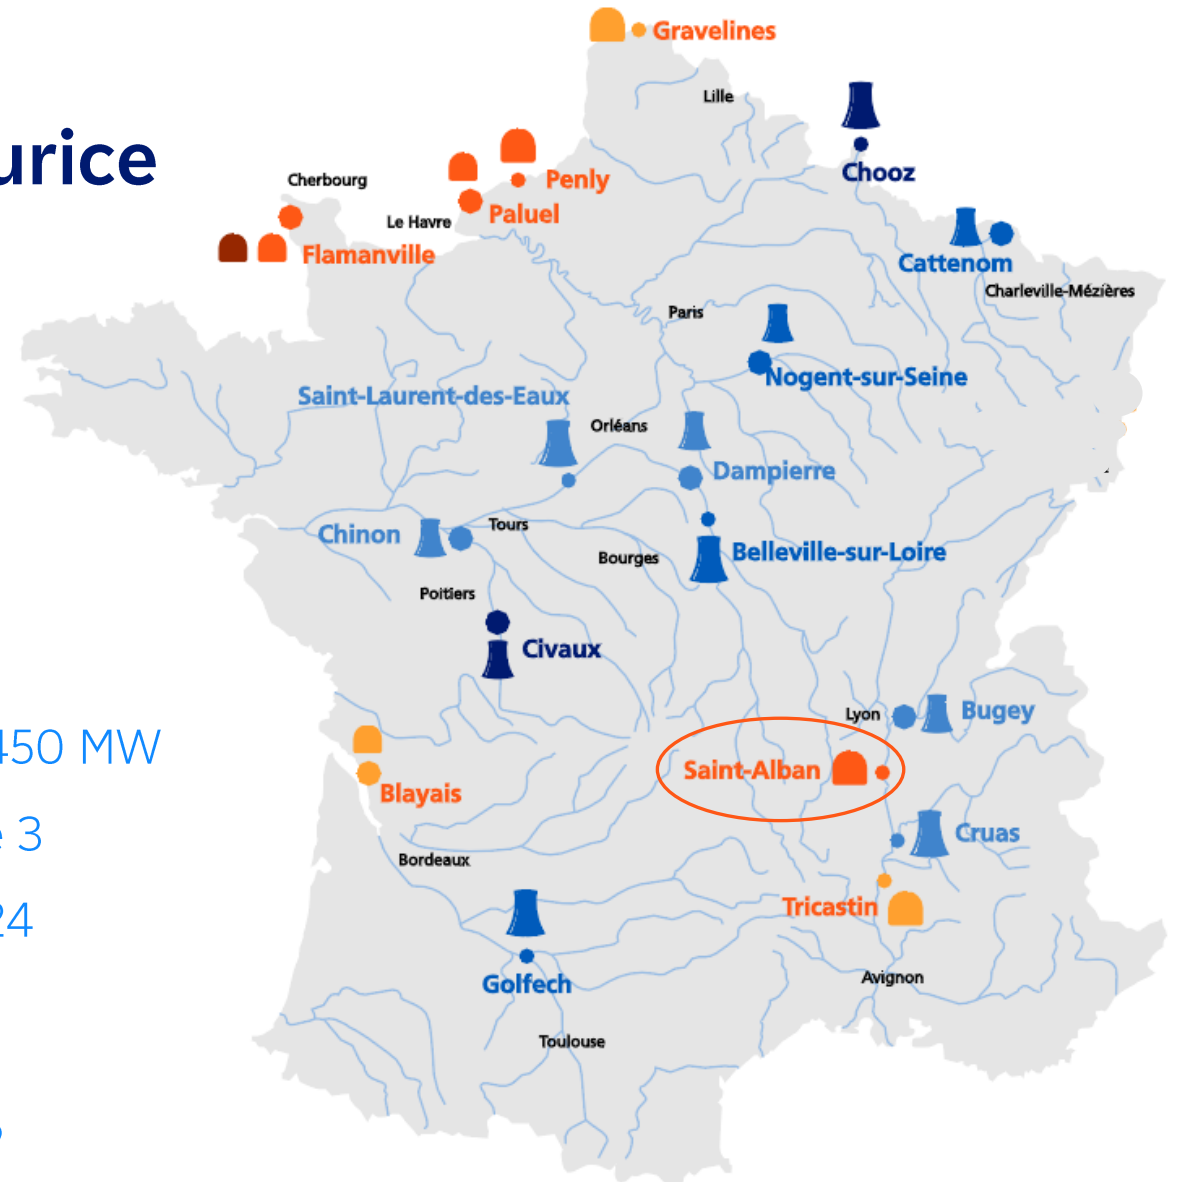 Gravelines
Lille
urice
Chooz
Cherbourg
Penly
Le Havre
Paluel
Flamanville
Cattenom
Charleville-Mézières
Paris
Nogent-sur-Seine
Saint-Laurent-des-Eaux
Orléans
Dampierre
Chinon
Tours
Bourges
Belleville-sur-Loire
Poitiers
Civaux
Lyon
Bugey
450 MW
Saint-Alban
Blayais
e 3
Cruas
Bordeaux
24
Tricastin
Golfech
Avignon
Toulouse